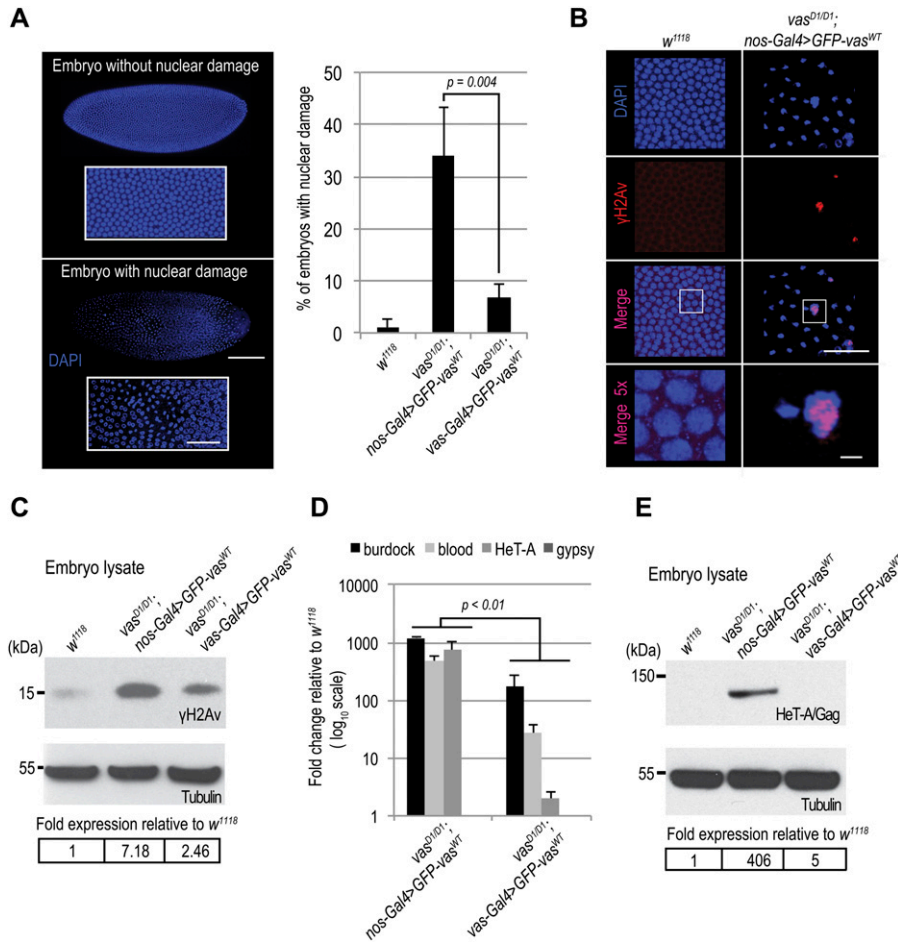 A
Embryo without nuclear damage
Embryo with nuclear damage
DAPI
% of embryos with nuclear damage
50
40
30
20
10
0
p = 0.004
w1118
vasD1/D1;
nos-Gal4>GFP-vasWT
vasD1/D1;
vas-Gal4>GFP-vasWT
B
w1118
vasD1/D1;
nos-Gal4>GFP-vasWT
DAPI
γH2Av
Merge
Merge 5x
C
Embryo lysate
w1118
vasD1/D1;
nos-Gal4>GFP-vasWT
vasD1/D1;
vas-Gal4>GFP-vasWT
(kDa)
15
γH2Av
55
Tubulin
Fold expression relative to w1118
1 7.18 2.46
D
burdock blood HeT-A gypsy
Fold change relative to w1118
( log10 scale)
10000
1000
100
10
1
p < 0.01
vasD1/D1;
nos-Gal4>GFP-vasWT
vasD1/D1;
vas-Gal4>GFP-vasWT
E
Embryo lysate
w1118
vasD1/D1;
nos-Gal4>GFP-vasWT
vasD1/D1;
vas-Gal4>GFP-vasWT
(kDa)
150
HeT-A/Gag
55
Tubulin
Fold expression relative to w1118
1 406 5